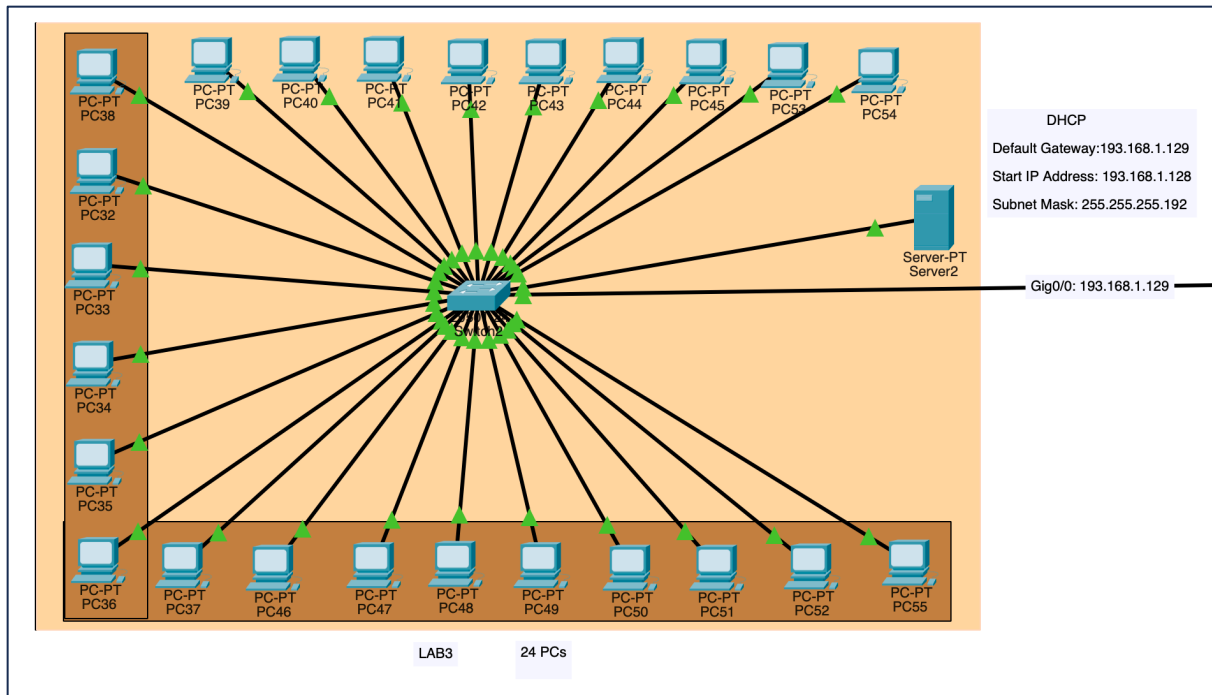 PC-PT
PC38
PC-PT
PC39
PC-PT
PC40
PC-PT
PC41
PC-PT
PC42
PC-PT
PC43
PC-PT
PC44
PC-PT
PC45
PC-PT
PC53
PC-PT
PC54
DHCP
Default Gateway:193.168.1.129
Start IP Address: 193.168.1.128
Subnet Mask: 255.255.255.192
PC-PT
PC32
Server-PT
Server2
PC-PT
PC33
Switch2
Gig0/0: 193.168.1.129
PC-PT
PC34
PC-PT
PC35
PC-PT
PC36
PC-PT
PC37
PC-PT
PC46
PC-PT
PC47
PC-PT
PC48
PC-PT
PC49
PC-PT
PC50
PC-PT
PC51
PC-PT
PC52
PC-PT
PC55
LAB3
24 PCs